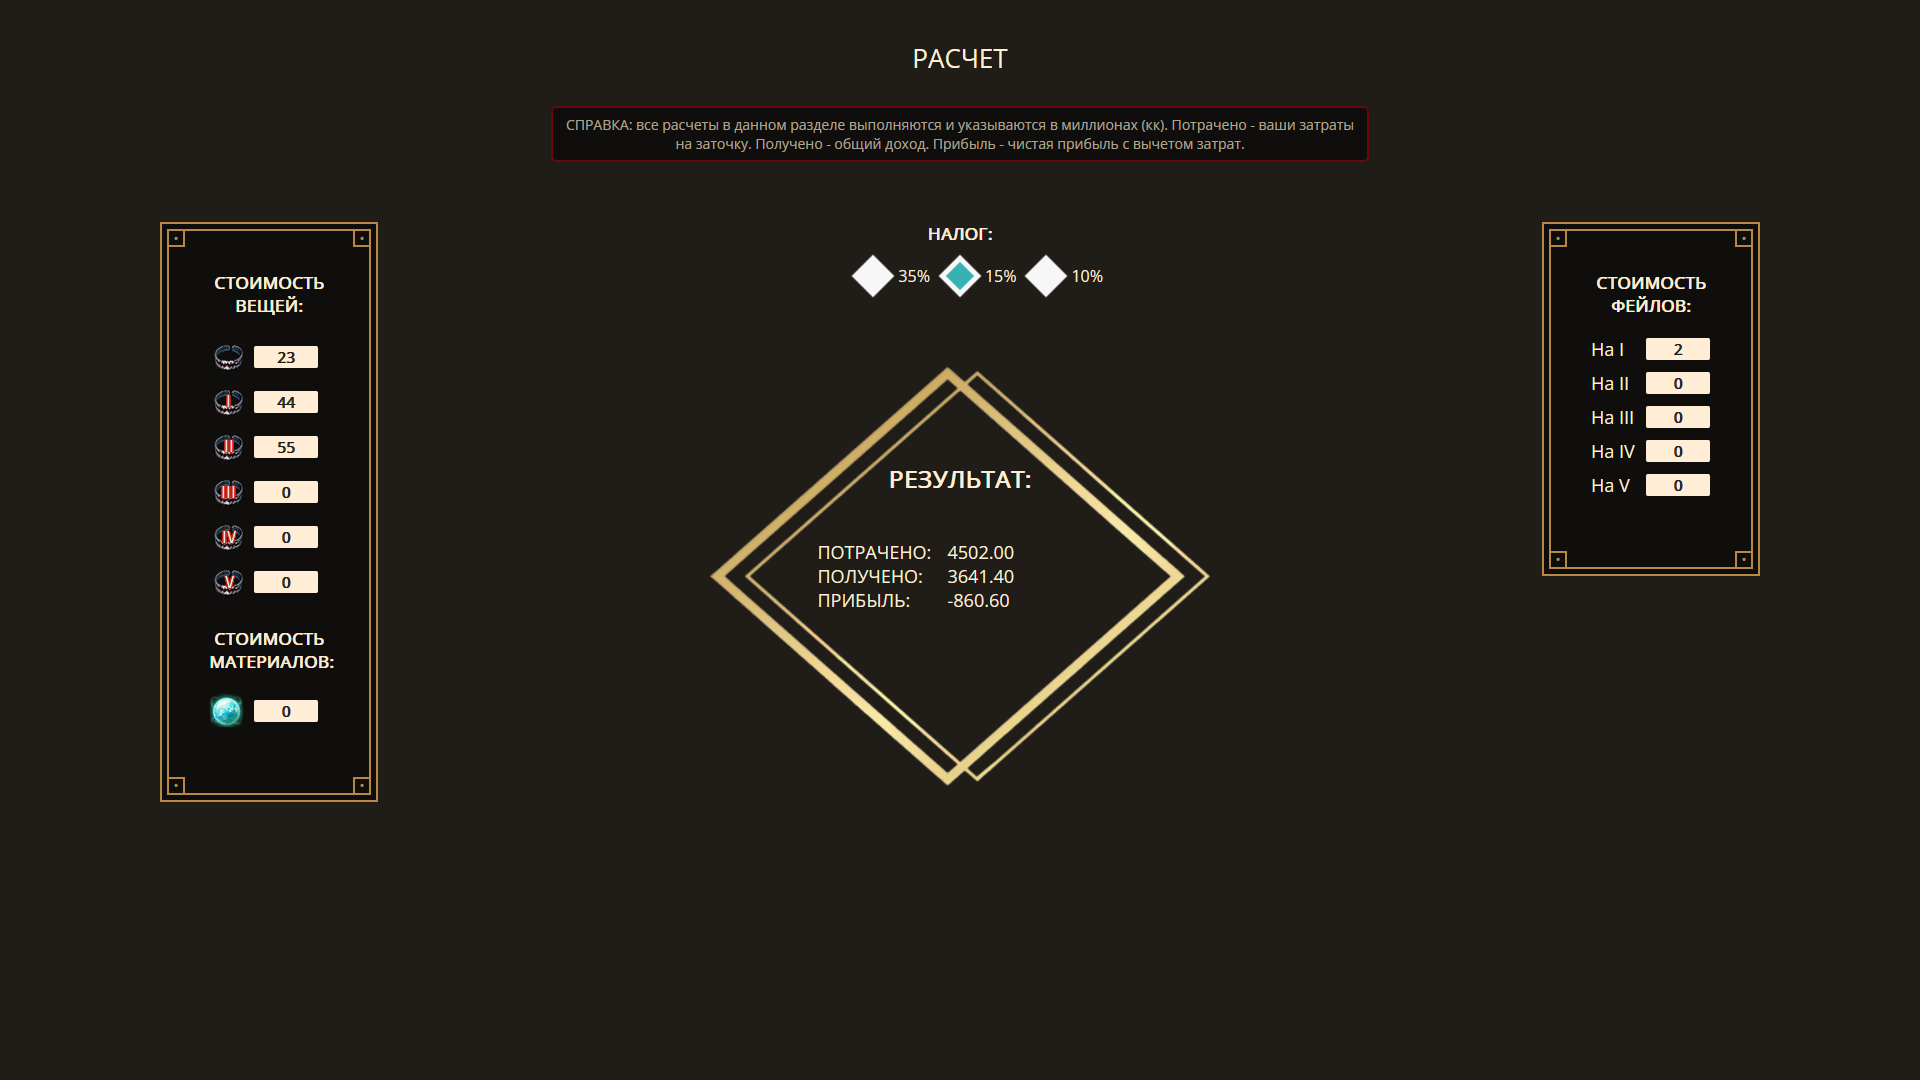 РАСЧЕТ
СПРАВКА: все расчеты в данном разделе выполняются и указываются в миллионах (кк). Потрачено - ваши затраты
на заточку. Получено - общий доход. Прибыль - чистая прибыль с вычетом затрат.
НАЛОГ:
35% 15% 10%
СТОИМОСТЬ
ВЕЩЕЙ:
23
I 44
II 55
III 0
IV 0
V 0
СТОИМОСТЬ
МАТЕРИАЛОВ:
0
РЕЗУЛЬТАТ:
ПОТРАЧЕНО: 4502.00
ПОЛУЧЕНО: 3641.40
ПРИБЫЛЬ: -860.60
СТОИМОСТЬ
ФЕЙЛОВ:
На I 2
На II 0
На III 0
На IV 0
На V 0